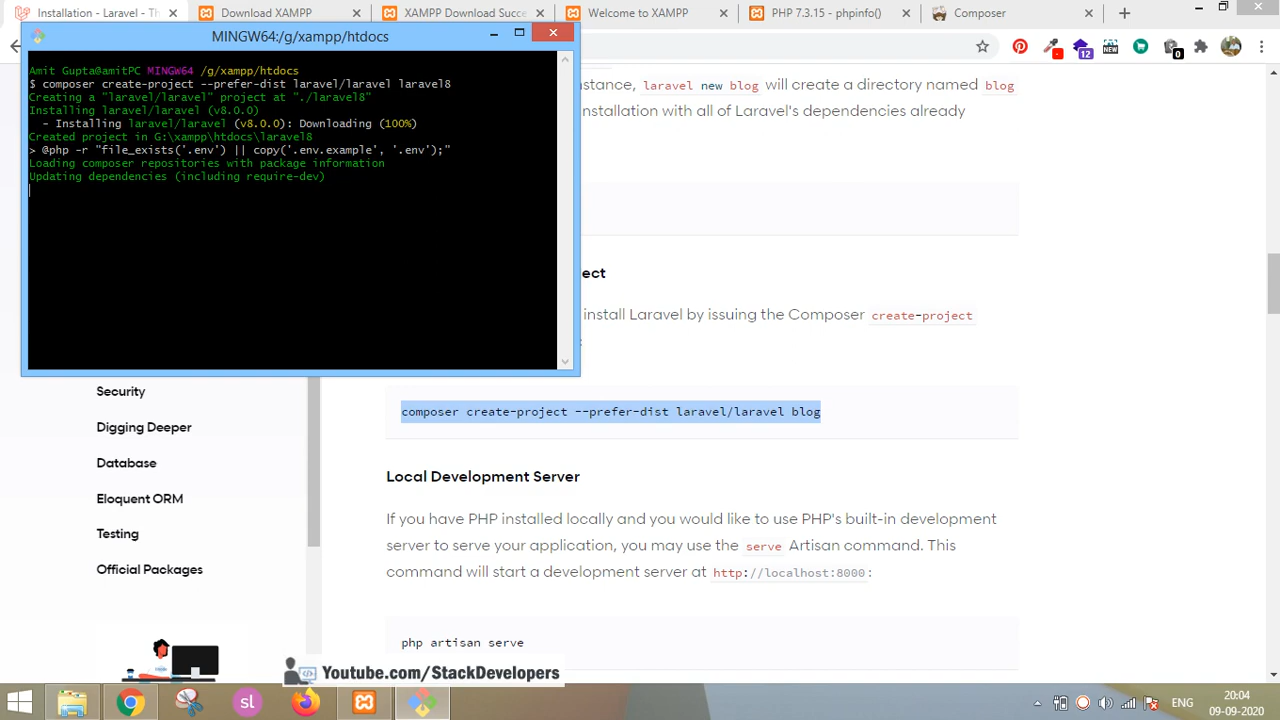 Installation - Laravel - Th
Download XAMPP
XAMPP Download Succe
Welcome to XAMPP
PHP 7.3.15 - phpinfo()
Composer
MINGW64:/g/xampp/htdocs
Amit Gupta@amitPC MINGW64 /g/xampp/htdocs
$ composer create-project --prefer-dist laravel/laravel laravel8
Creating a "laravel/laravel" project at "./laravel8"
Installing laravel/laravel (v8.0.0)
- Installing laravel/laravel (v8.0.0): Downloading (100%)
Created project in G:\xampp\htdocs\laravel8
> @php -r "file_exists('.env') || copy('.env.example', '.env');"
Loading composer repositories with package information
Updating dependencies (including require-dev)
12
NEW
0
nstance, laravel new blog will create a directory named blog
nstallation with all of Laravel's dependencies already
ect
install Laravel by issuing the Composer create-project
composer create-project --prefer-dist laravel/laravel blog
Security
Digging Deeper
Database
Eloquent ORM
Testing
Official Packages
Local Development Server
If you have PHP installed locally and you would like to use PHP's built-in development
server to serve your application, you may use the serve Artisan command. This
command will start a development server at http://localhost:8000:
php artisan serve
Youtube.com/StackDevelopers
sl
ENG
20:04
09-09-2020